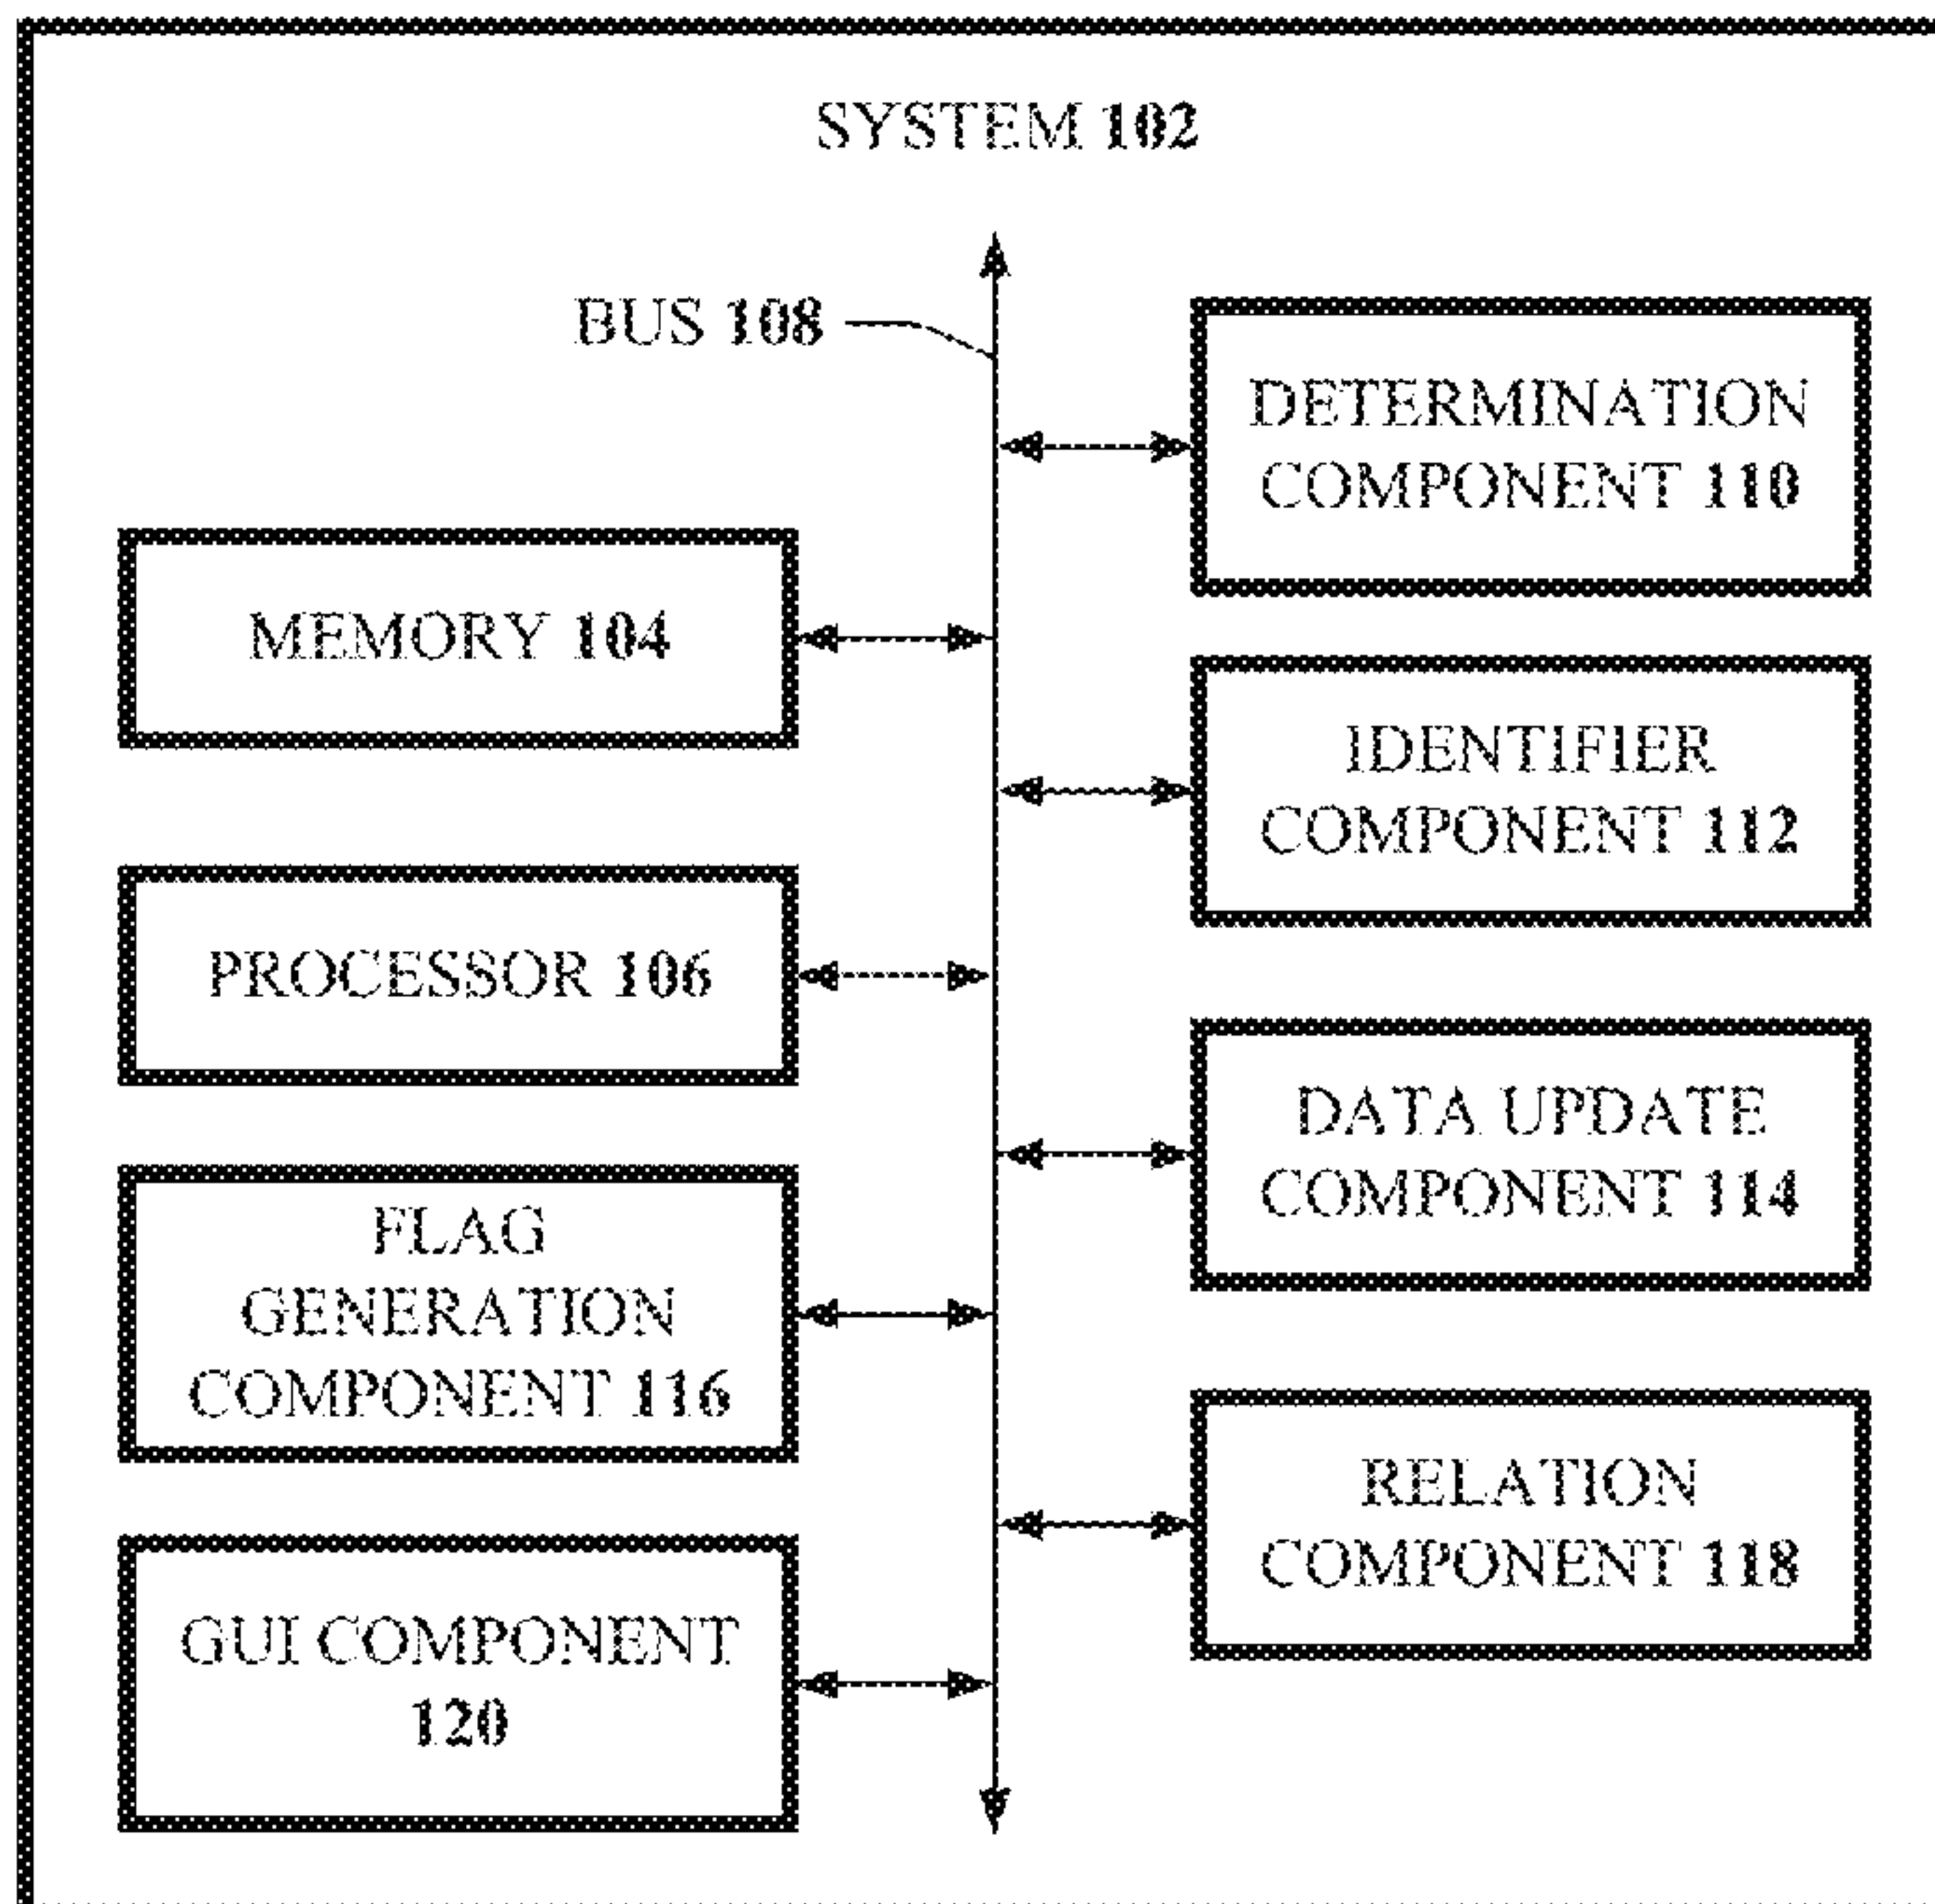 SYSTEM 102
BUS 108
DETERMINATION
COMPONENT 110
MEMORY 104
IDENTIFIER
COMPONENT 112
PROCESSOR 106
DATA UPDATE
COMPONENT 114
FLAG
GENERATION
COMPONENT 116
RELATION
COMPONENT 118
GUI COMPONENT
120